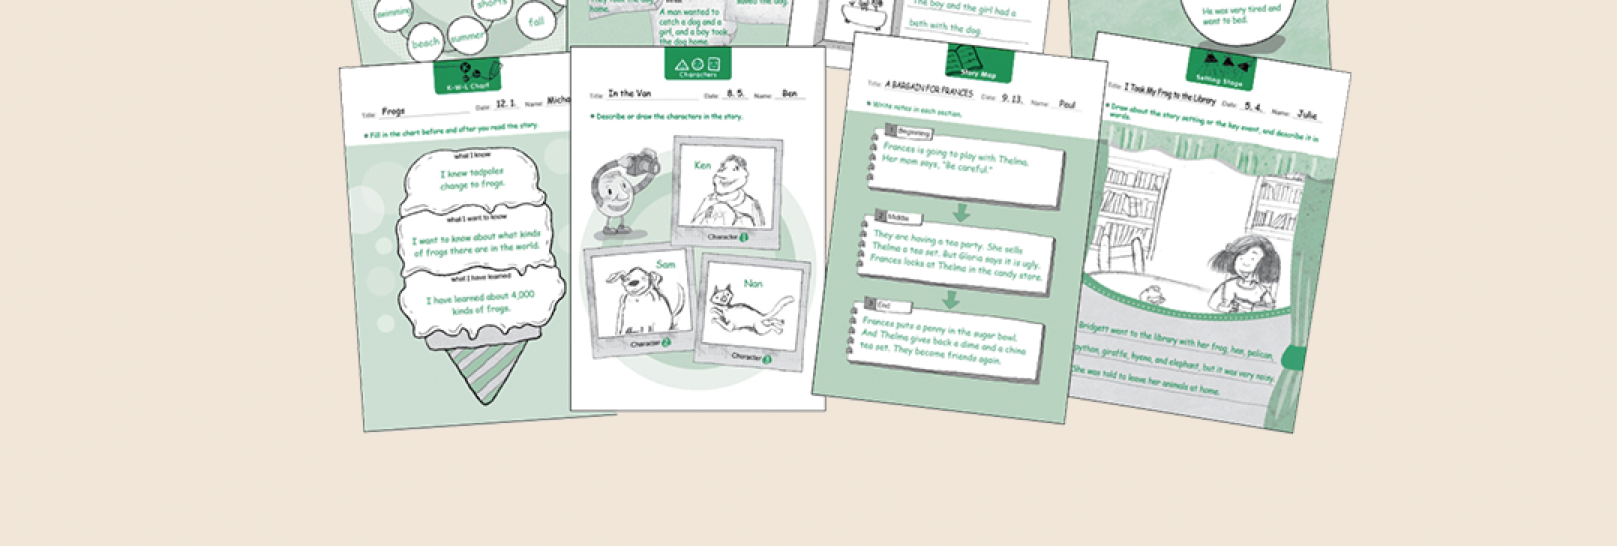 swimming
shorts
fall
beach
summer
home.
A man wanted to
catch a dog and a
girl, and a boy took
the dog home.
The boy and the girl had a
bath with the dog.
He was very tired and
went to bed.
K-W-L Chart
Title: Frogs Date: 12. 1. Name: Micha
Fill in the chart before and after you read the story.
what I know
I knew tadpoles
change to frogs.
what I want to know
I want to know about what kinds
of frogs there are in the world.
what I have learned
I have learned about 4,000
kinds of frogs.
Characters
Title: In the Van Date: 8. 5. Name: Ben
Describe or draw the characters in the story.
Ken
Character 1
Sam
Character 2
Nan
Character 3
Story Map
Title: A BARGAIN FOR FRANCES Date: 9. 13. Name: Paul
Write notes in each section.
1 Beginning
Frances is going to play with Thelma.
Her mom says, "Be careful."
2 Middle
They are having a tea party. She sells
Thelma a tea set. But Gloria says it is ugly.
Frances looks at Thelma in the candy store.
3 End
Frances puts a penny in the sugar bowl.
And Thelma gives back a dime and a china
tea set. They become friends again.
Setting Stage
Title: I Took My Frog to the Library Date: 5. 4. Name: Julie
Draw about the story setting or the key event, and describe it in
words.
Bridgett went to the library with her frog, hen, pelican,
python, giraffe, hyena, and elephant, but it was very noisy.
She was told to leave her animals at home.